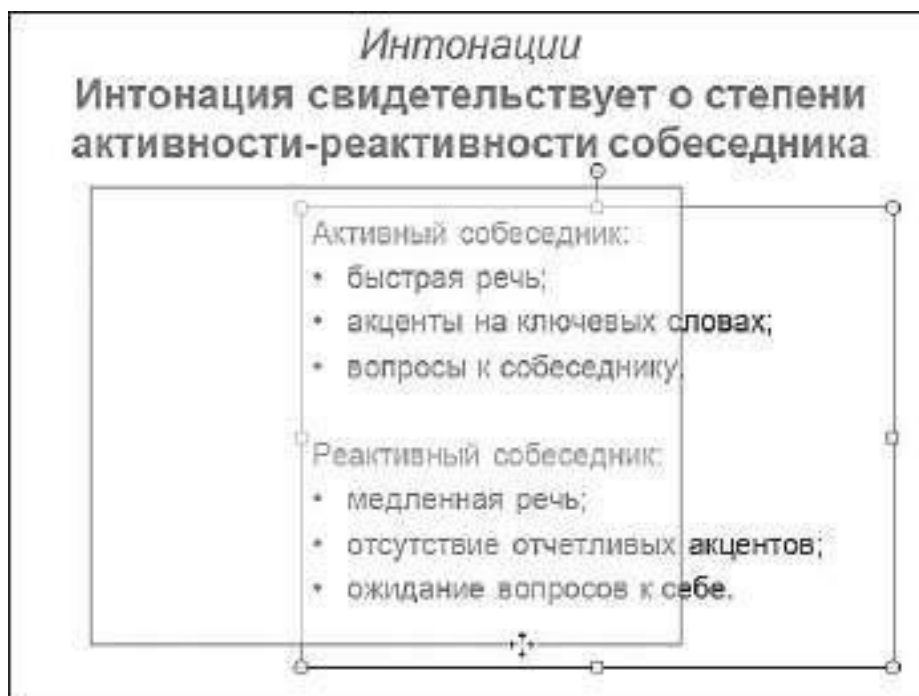 Интонации
Интонация свидетельствует о степени
активности-реактивности собеседника
Активный собеседник:
• быстрая речь;
• акценты на ключевых словах;
• вопросы к собеседнику.
Реактивный собеседник:
• медленная речь;
• отсутствие отчетливых акцентов;
• ожидание вопросов к себе.